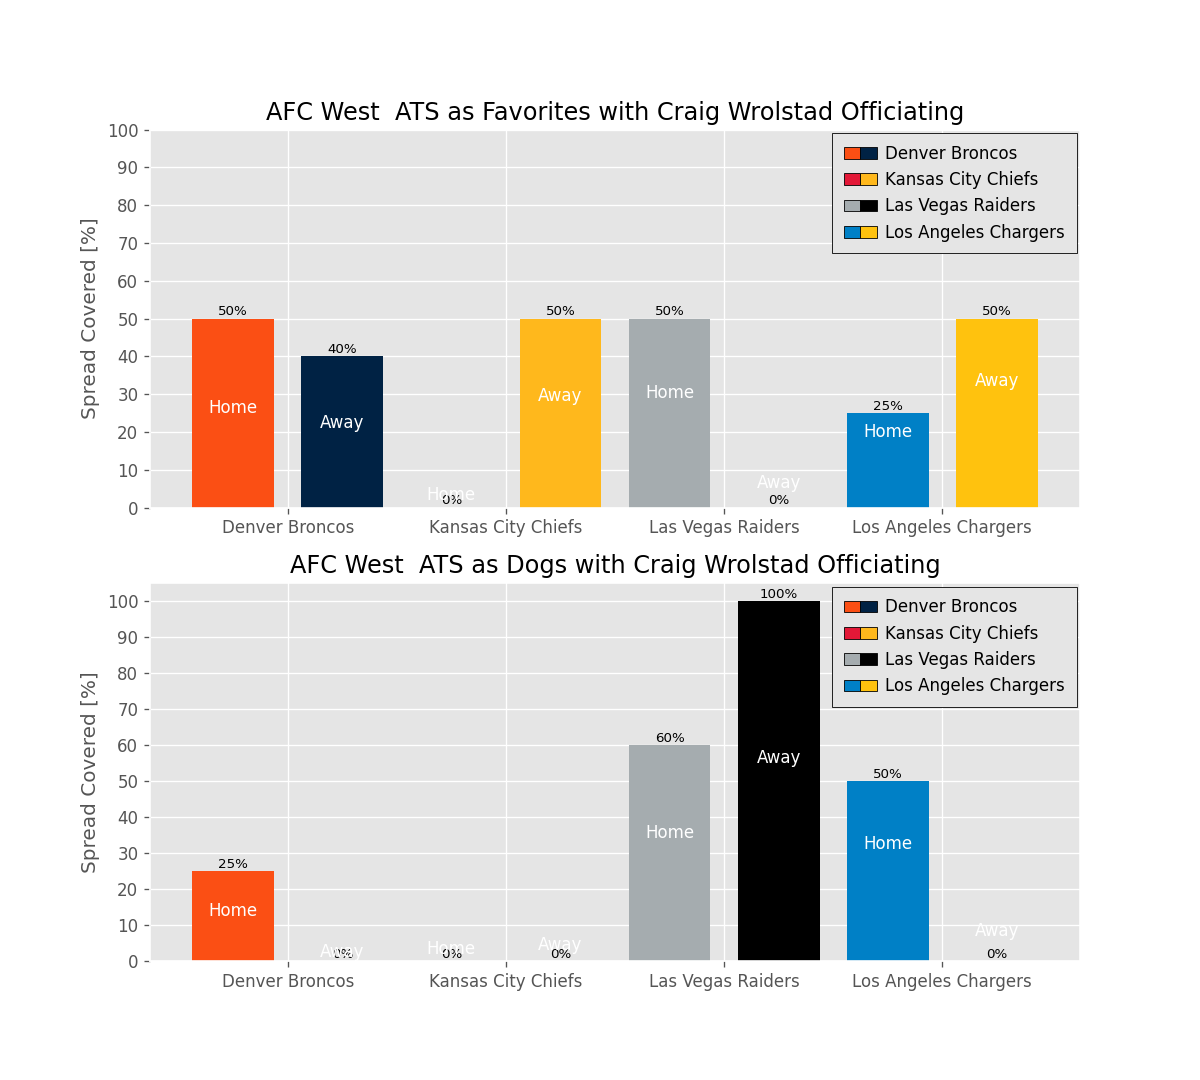 AFC West  ATS as Favorites with Craig Wrolstad Officiating
Spread Covered [%]
100
90
80
70
60
50
40
30
20
10
0
Denver Broncos
Kansas City Chiefs
Las Vegas Raiders
Los Angeles Chargers
50%
40%
50%
50%
50%
25%
Home
Away
Away
Home
Home
Away
Home
0%
Away
0%
Denver Broncos
Kansas City Chiefs
Las Vegas Raiders
Los Angeles Chargers
AFC West  ATS as Dogs with Craig Wrolstad Officiating
Spread Covered [%]
100
90
80
70
60
50
40
30
20
10
0
Denver Broncos
Kansas City Chiefs
Las Vegas Raiders
Los Angeles Chargers
100%
60%
50%
25%
Away
Home
Home
Home
Away
0%
Home
0%
Away
0%
Away
0%
Denver Broncos
Kansas City Chiefs
Las Vegas Raiders
Los Angeles Chargers